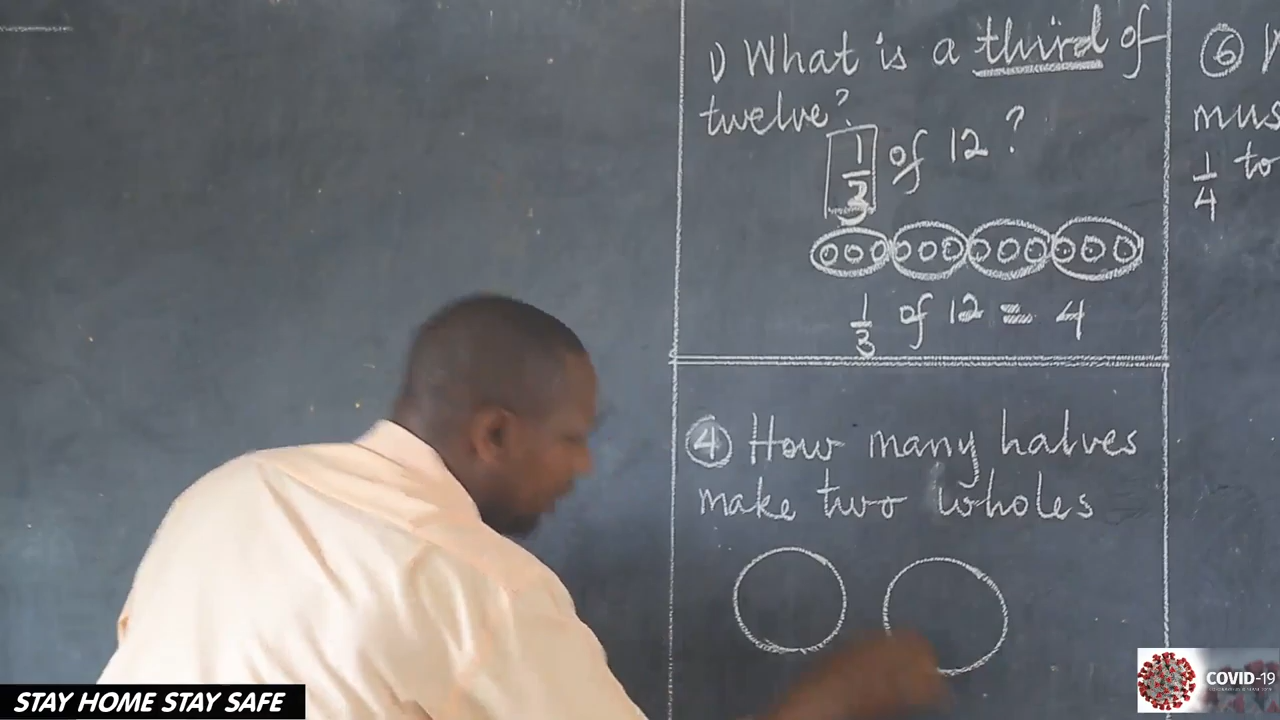 1) What is a third of
twelve?
1/3 of 12 ?
1/3 of 12 = 4
④ How many halves
make two wholes
⑥
1/4 to
STAY HOME STAY SAFE
COVID-19